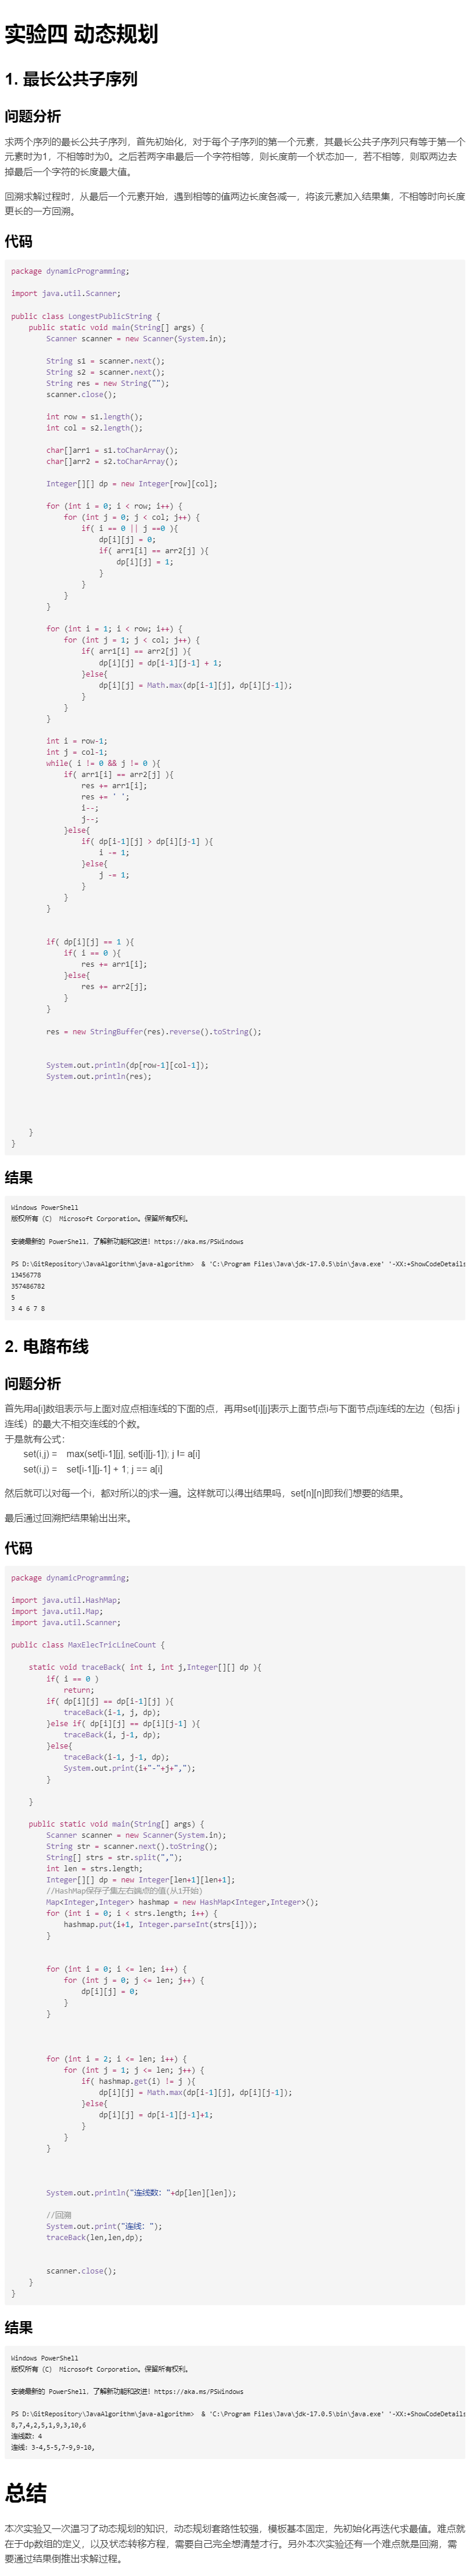 实验四 动态规划
1. 最长公共子序列
问题分析
求两个序列的最长公共子序列，首先初始化，对于每个子序列的第一个元素，其最长公共子序列只有等于第一个
元素时为1，不相等时为0。之后若两字串最后一个字符相等，则长度前一个状态加一，若不相等，则取两边去
掉最后一个字符的长度最大值。
回溯求解过程时，从最后一个元素开始，遇到相等的值两边长度各减一，将该元素加入结果集，不相等时向长度
更长的一方回溯。
代码
package dynamicProgramming;
import java.util.Scanner;
public class LongestPublicString {
    public static void main(String[] args) {
        Scanner scanner = new Scanner(System.in);
        String s1 = scanner.next();
        String s2 = scanner.next();
        String res = new String("");
        scanner.close();
        int row = s1.length();
        int col = s2.length();
        char[]arr1 = s1.toCharArray();
        char[]arr2 = s2.toCharArray();
        Integer[][] dp = new Integer[row][col];
        for (int i = 0; i < row; i++) {
            for (int j = 0; j < col; j++) {
                if( i == 0 || j ==0 ){
                    dp[i][j] = 0;
                    if( arr1[i] == arr2[j] ){
                        dp[i][j] = 1;
                    }
                }
            }
        }
        for (int i = 1; i < row; i++) {
            for (int j = 1; j < col; j++) {
                if( arr1[i] == arr2[j] ){
                    dp[i][j] = dp[i-1][j-1] + 1;
                }else{
                    dp[i][j] = Math.max(dp[i-1][j], dp[i][j-1]);
                }
            }
        }
        int i = row-1;
        int j = col-1;
        while( i != 0 && j != 0 ){
            if( arr1[i] == arr2[j] ){
                res += arr1[i];
                res += ' ';
                i--;
                j--;
            }else{
                if( dp[i-1][j] > dp[i][j-1] ){
                    i -= 1;
                }else{
                    j -= 1;
                }
            }
        }
        if( dp[i][j] == 1 ){
            if( i == 0 ){
                res += arr1[i];
            }else{
                res += arr2[j];
            }
        }
        res = new StringBuffer(res).reverse().toString();
        System.out.println(dp[row-1][col-1]);
        System.out.println(res);
    }
}
结果
Windows PowerShell
版权所有（C） Microsoft Corporation。保留所有权利。
安装最新的 PowerShell，了解新功能和改进！https://aka.ms/PSWindows
PS D:\GitRepository\JavaAlgorithm\java-algorithm>  & 'C:\Program Files\Java\jdk-17.0.5\bin\java.exe' '-XX:+ShowCodeDetails
13456778
357486782
5
3 4 6 7 8
2. 电路布线
问题分析
首先用a[i]数组表示与上面对应点相连线的下面的点，再用set[i][j]表示上面节点i与下面节点j连线的左边（包括i j
连线）的最大不相交连线的个数。
于是就有公式：
set(i,j) = max(set[i-1][j], set[i][j-1]); j != a[i]
set(i,j) = set[i-1][j-1] + 1; j == a[i]
然后就可以对每一个i，都对所以的j求一遍。这样就可以得出结果吗，set[n][n]即我们想要的结果。
最后通过回溯把结果输出出来。
代码
package dynamicProgramming;
import java.util.HashMap;
import java.util.Map;
import java.util.Scanner;
public class MaxElecTricLineCount {
    static void traceBack( int i, int j,Integer[][] dp ){
        if( i == 0 )
            return;
        if( dp[i][j] == dp[i-1][j] ){
            traceBack(i-1, j, dp);
        }else if( dp[i][j] == dp[i][j-1] ){
            traceBack(i, j-1, dp);
        }else{
            traceBack(i-1, j-1, dp);
            System.out.print(i+"-"+j+",");
        }
    }
    public static void main(String[] args) {
        Scanner scanner = new Scanner(System.in);
        String str = scanner.next().toString();
        String[] strs = str.split(",");
        int len = strs.length;
        Integer[][] dp = new Integer[len+1][len+1];
        //HashMap保存子集左右端点的值(从1开始)
        Map<Integer,Integer> hashmap = new HashMap<Integer,Integer>();
        for (int i = 0; i < strs.length; i++) {
            hashmap.put(i+1, Integer.parseInt(strs[i]));
        }
        for (int i = 0; i <= len; i++) {
            for (int j = 0; j <= len; j++) {
                dp[i][j] = 0;
            }
        }
        for (int i = 2; i <= len; i++) {
            for (int j = 1; j <= len; j++) {
                if( hashmap.get(i) != j ){
                    dp[i][j] = Math.max(dp[i-1][j], dp[i][j-1]);
                }else{
                    dp[i][j] = dp[i-1][j-1]+1;
                }
            }
        }
        System.out.println("连线数: "+dp[len][len]);
        //回溯
        System.out.print("连线: ");
        traceBack(len,len,dp);
        scanner.close();
    }
}
结果
Windows PowerShell
版权所有（C） Microsoft Corporation。保留所有权利。
安装最新的 PowerShell，了解新功能和改进！https://aka.ms/PSWindows
PS D:\GitRepository\JavaAlgorithm\java-algorithm>  & 'C:\Program Files\Java\jdk-17.0.5\bin\java.exe' '-XX:+ShowCodeDetails
8,7,4,2,5,1,9,3,10,6
连线数: 4
连线: 3-4,5-5,7-9,9-10,
总结
本次实验又一次温习了动态规划的知识，动态规划套路性较强，模板基本固定，先初始化再迭代求最值。难点就
在于dp数组的定义，以及状态转移方程，需要自己完全想清楚才行。另外本次实验还有一个难点就是回溯，需
要通过结果倒推出求解过程。